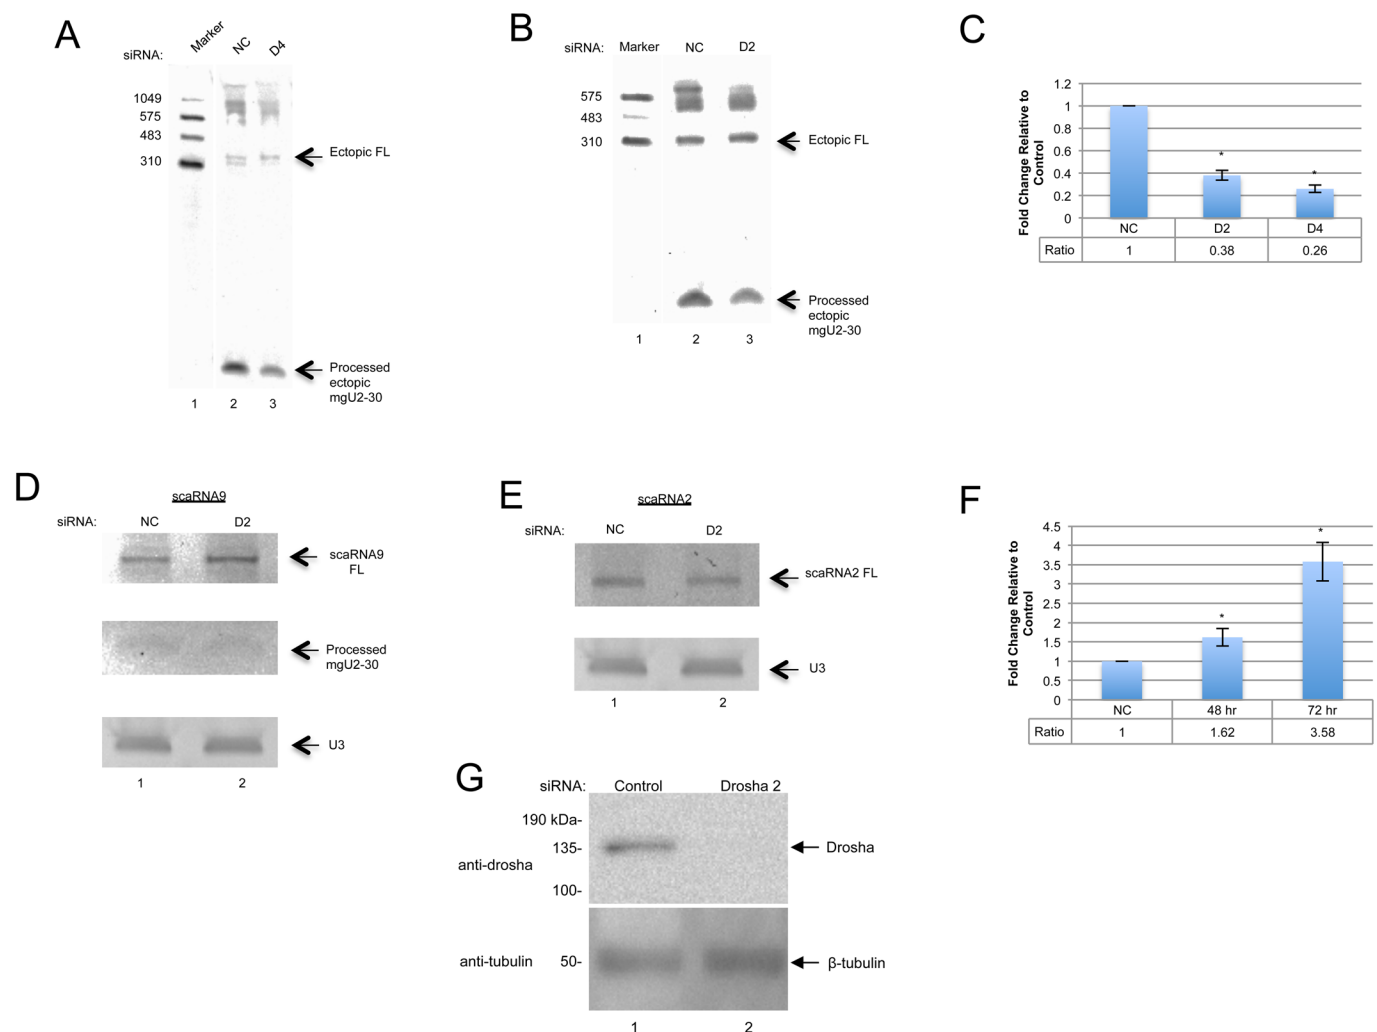 A
siRNA:
Marker
NC
D4
1049
575
483
310
Ectopic FL
Processed
ectopic
mgU2-30
1
2
3
B
siRNA:
Marker
NC
D2
575
483
310
Ectopic FL
Processed
ectopic
mgU2-30
1
2
3
C
Fold Change Relative to
Control
1.2
1
0.8
0.6
0.4
0.2
0
*
*
NC
D2
D4
Ratio
1
0.38
0.26
D
scaRNA9
siRNA:
NC
D2
scaRNA9
FL
Processed
mgU2-30
U3
1
2
E
scaRNA2
siRNA:
NC
D2
scaRNA2 FL
U3
1
2
F
Fold Change Relative to
Control
4.5
4
3.5
3
2.5
2
1.5
1
0.5
0
*
*
NC
48 hr
72 hr
Ratio
1
1.62
3.58
G
siRNA:
Control
Drosha 2
190 kDa-
135-
100-
anti-drosha
Drosha
anti-tubulin
50-
β-tubulin
1
2